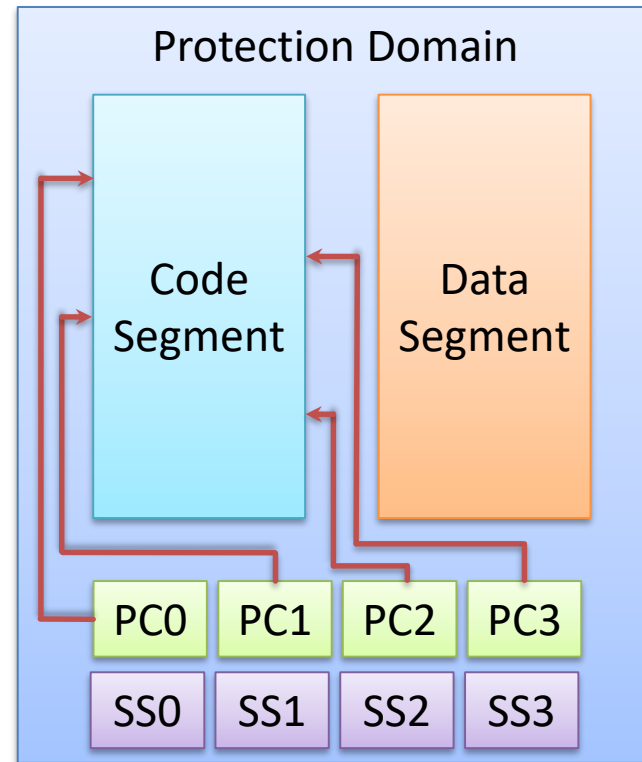 Protection Domain
Code
Segment
Data
Segment
PC0 PC1 PC2 PC3
SS0 SS1 SS2 SS3